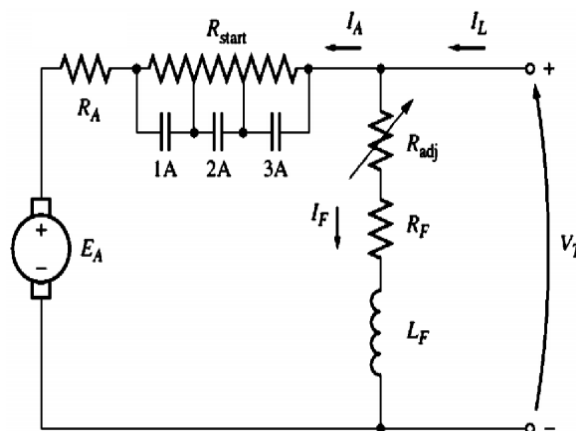 R_start
I_A
I_L
+
R_A
1A 2A 3A
R_adj
I_F
R_F
+
−
E_A
V_T
L_F
−